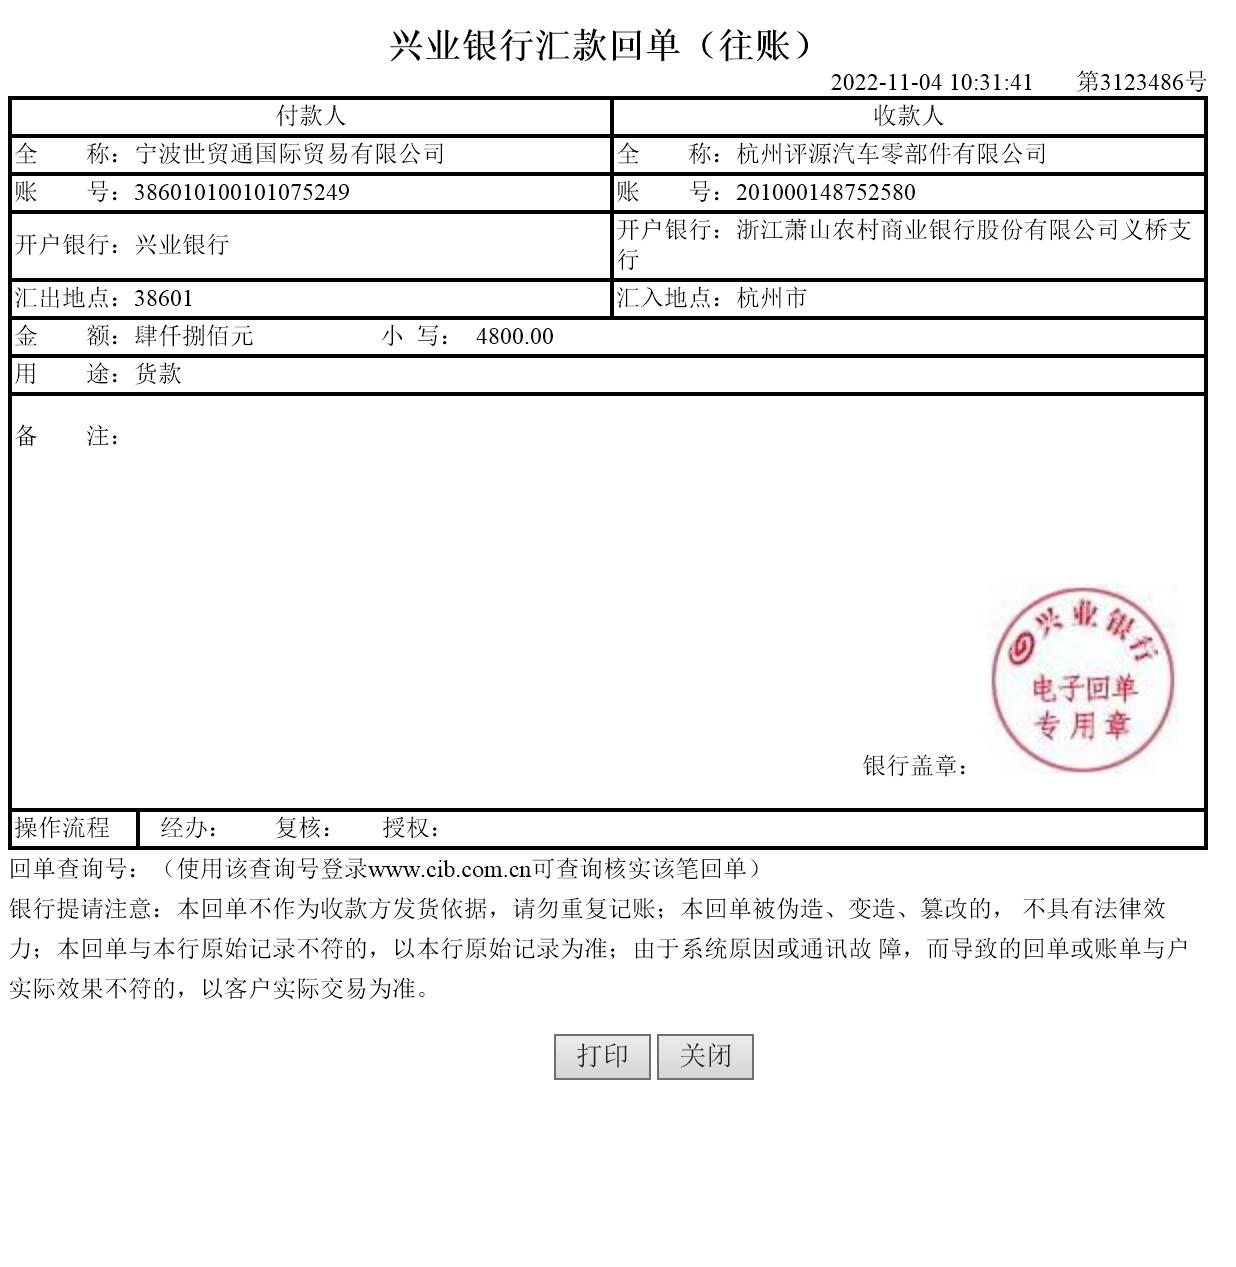 兴业银行汇款回单（往账）
2022-11-04 10:31:41 第3123486号
付款人 收款人
全 称：宁波世贸通国际贸易有限公司 全 称：杭州评源汽车零部件有限公司
账 号：386010100101075249 账 号：201000148752580
开户银行：兴业银行 开户银行：浙江萧山农村商业银行股份有限公司义桥支
行
汇出地点：38601 汇入地点：杭州市
金 额：肆仟捌佰元 小 写： 4800.00
用 途：货款
备 注：
兴业银行
电子回单
专用章
银行盖章：
操作流程 经办： 复核： 授权：
回单查询号：（使用该查询号登录www.cib.com.cn可查询核实该笔回单）
银行提请注意：本回单不作为收款方发货依据，请勿重复记账；本回单被伪造、变造、篡改的， 不具有法律效
力；本回单与本行原始记录不符的，以本行原始记录为准；由于系统原因或通讯故 障，而导致的回单或账单与户
实际效果不符的，以客户实际交易为准。
打印 关闭